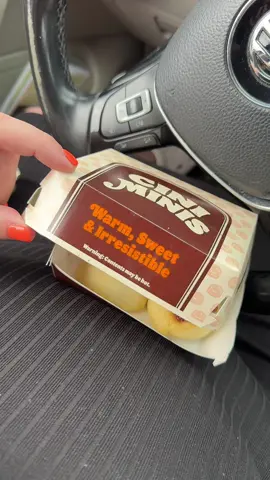 CINI
MINIS
Warm, Sweet
& Irresistible
Warning: Contents may be hot.